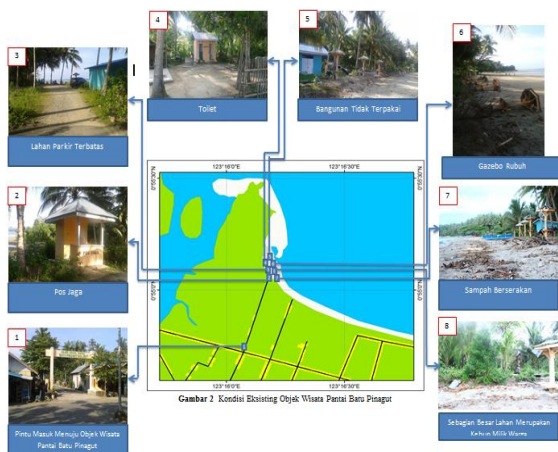 4
5
3
6
Toilet
Bangunan Tidak Terpakai
Lahan Parkir Terbatas
Gazebo Rubuh
123°16'0"E
123°16'30"E
2
7
Pos Jaga
Sampah Berserakan
1
8
Gambar 2 Kondisi Eksisting Objek Wisata Pantai Batu Pinagut
Pintu Masuk Menuju Objek Wisata
Pantai Batu Pinagut
Sebagian Besar Lahan Merupakan
Kebun Milik Warga
123°16'0"E
123°16'30"E